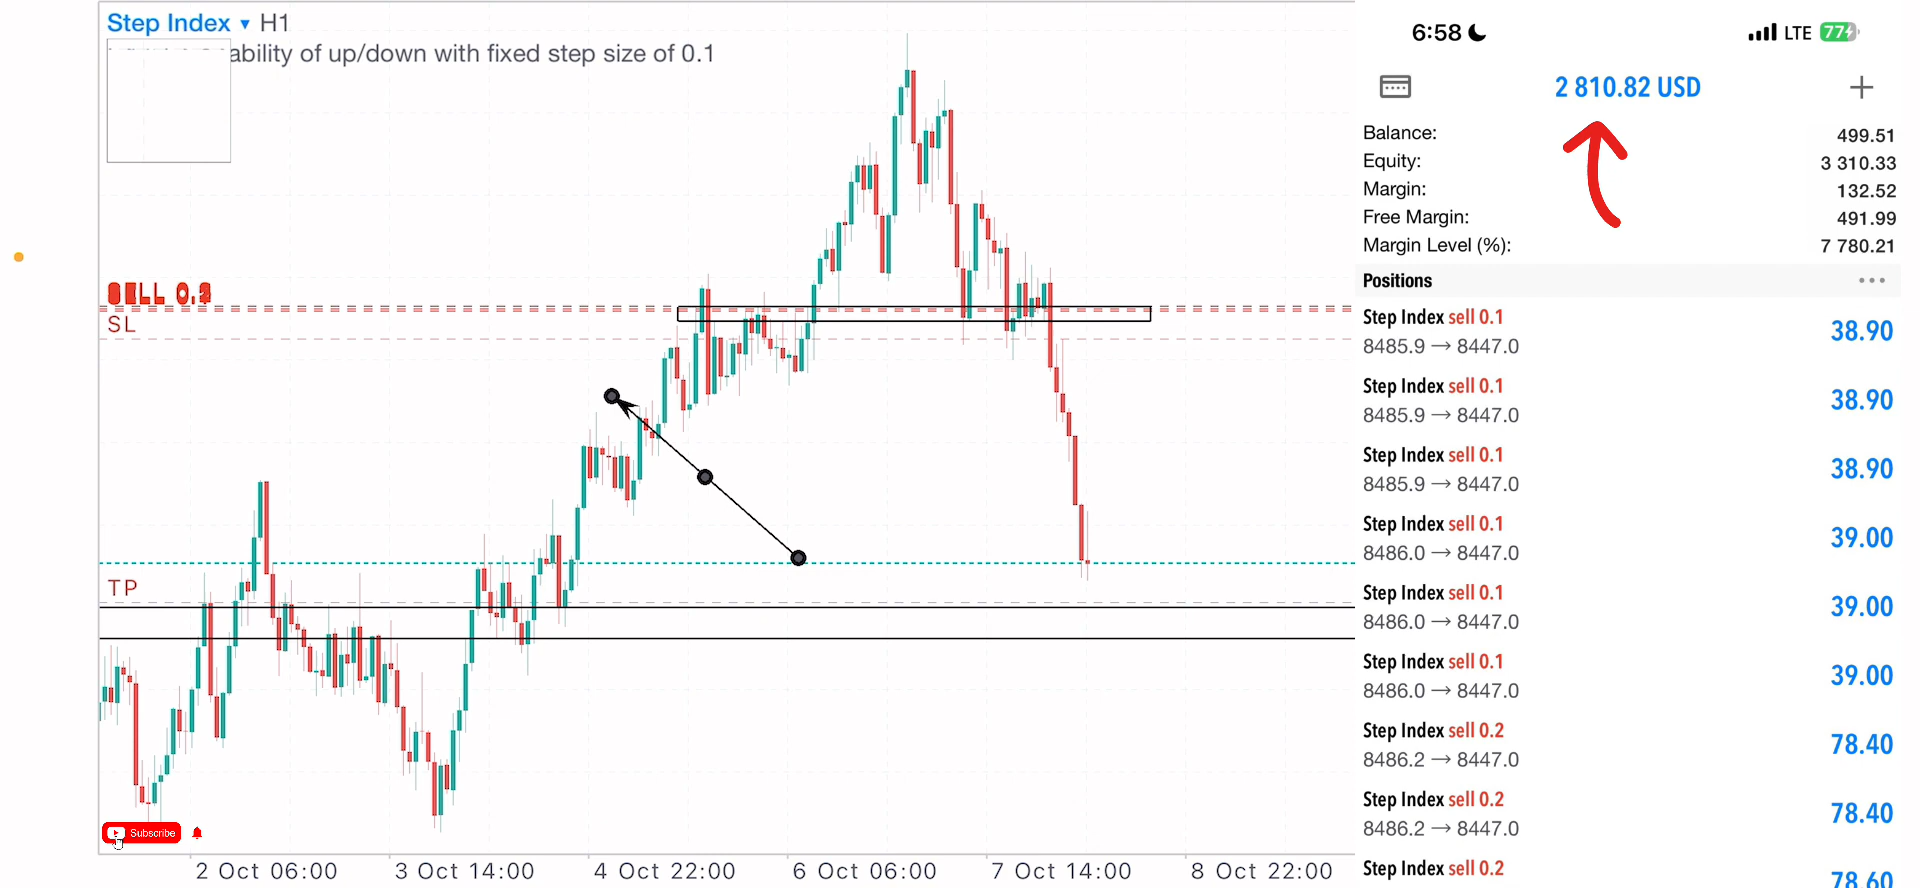 Step Index ▾ H1
ability of up/down with fixed step size of 0.1
SL
TP
Subscribe
2 Oct 06:00
3 Oct 14:00
4 Oct 22:00
6 Oct 06:00
7 Oct 14:00
8 Oct 22:00
6:58
LTE
77
2 810.82 USD
Balance: 499.51
Equity: 3 310.33
Margin: 132.52
Free Margin: 491.99
Margin Level (%): 7 780.21
Positions
Step Index sell 0.1
8485.9 → 8447.0 38.90
Step Index sell 0.1
8485.9 → 8447.0 38.90
Step Index sell 0.1
8485.9 → 8447.0 38.90
Step Index sell 0.1
8486.0 → 8447.0 39.00
Step Index sell 0.1
8486.0 → 8447.0 39.00
Step Index sell 0.1
8486.0 → 8447.0 39.00
Step Index sell 0.2
8486.2 → 8447.0 78.40
Step Index sell 0.2
8486.2 → 8447.0 78.40
Step Index sell 0.2
78.60